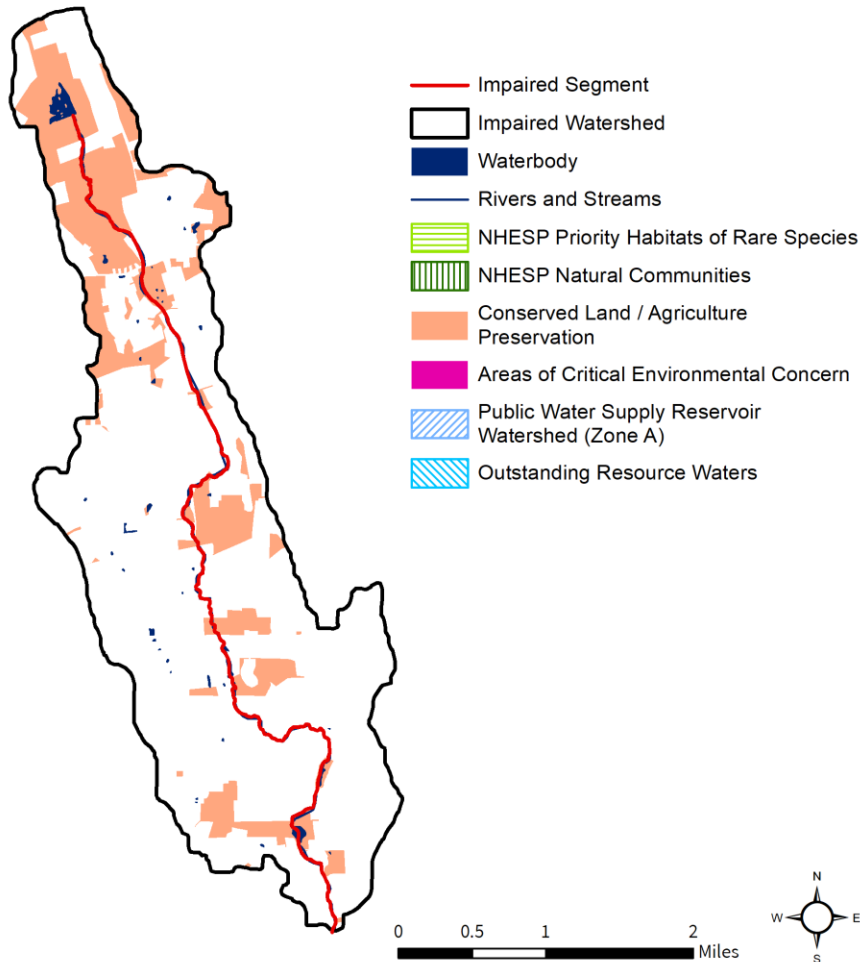 Impaired Segment
Impaired Watershed
Waterbody
Rivers and Streams
NHESP Priority Habitats of Rare Species
NHESP Natural Communities
Conserved Land / Agriculture
Preservation
Areas of Critical Environmental Concern
Public Water Supply Reservoir
Watershed (Zone A)
Outstanding Resource Waters
N
W E
S
0 0.5 1 2
Miles